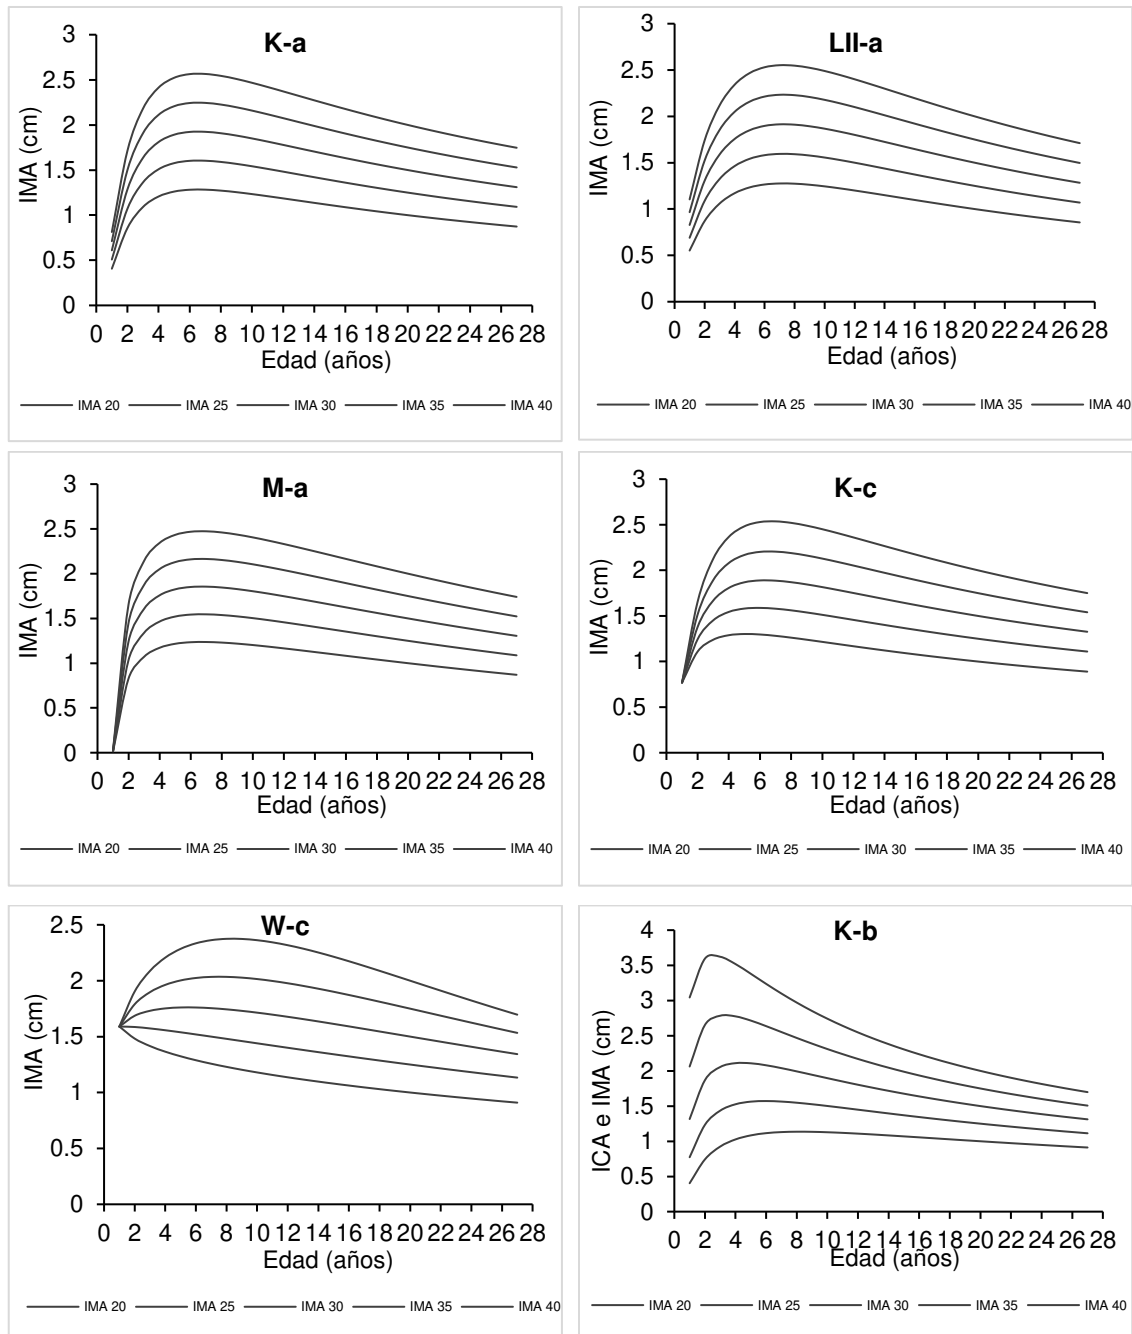 K-a
3
2.5
2
1.5
1
0.5
0
IMA (cm)
0 2 4 6 8 10 12 14 16 18 20 22 24 26 28
Edad (años)
IMA 20 IMA 25 IMA 30 IMA 35 IMA 40
LII-a
3
2.5
2
1.5
1
0.5
0
IMA (cm)
0 2 4 6 8 10 12 14 16 18 20 22 24 26 28
Edad (años)
IMA 20 IMA 25 IMA 30 IMA 35 IMA 40
M-a
3
2.5
2
1.5
1
0.5
0
IMA (cm)
0 2 4 6 8 10 12 14 16 18 20 22 24 26 28
Edad (años)
IMA 20 IMA 25 IMA 30 IMA 35 IMA 40
K-c
3
2.5
2
1.5
1
0.5
0
IMA (cm)
0 2 4 6 8 10 12 14 16 18 20 22 24 26 28
Edad (años)
IMA 20 IMA 25 IMA 30 IMA 35 IMA 40
W-c
2.5
2
1.5
1
0.5
0
IMA (cm)
0 2 4 6 8 10 12 14 16 18 20 22 24 26 28
Edad (años)
IMA 20 IMA 25 IMA 30 IMA 35 IMA 40
K-b
4
3.5
3
2.5
2
1.5
1
0.5
0
ICA e IMA (cm)
0 2 4 6 8 10 12 14 16 18 20 22 24 26 28
Edad (años)
IMA 20 IMA 25 IMA 30 IMA 35 IMA 40